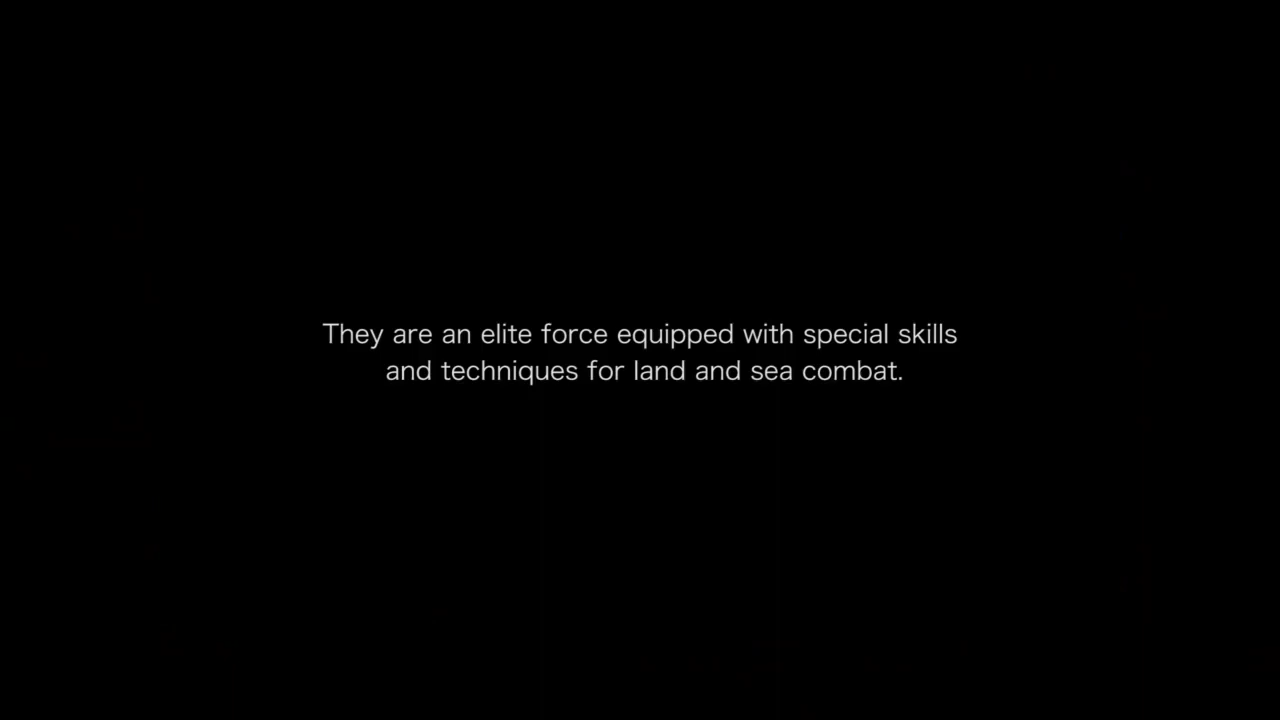 They are an elite force equipped with special skills
and techniques for land and sea combat.